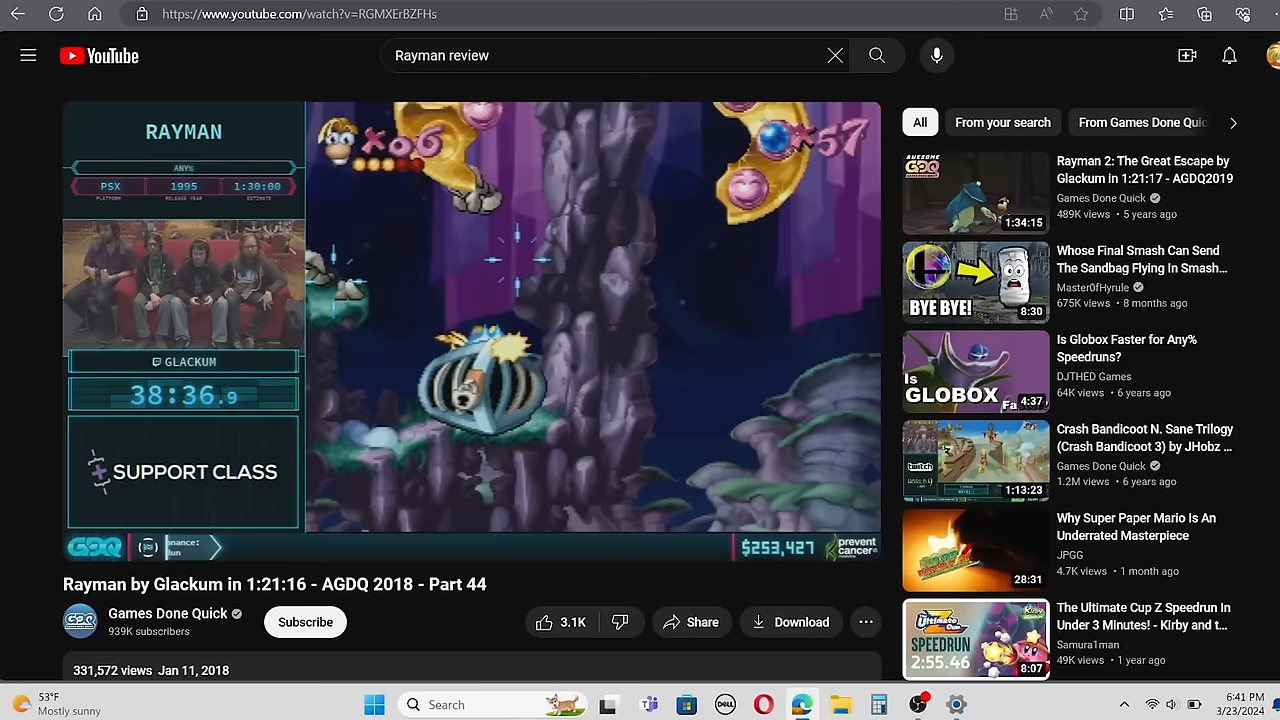 https://www.youtube.com/watch?v=RGMXErBZFHs
YouTube
Rayman review
RAYMAN
ANY%
PSX 1995 1:30:00
PLATFORM RELEASE YEAR ESTIMATE
GLACKUM
38:36.9
SUPPORT CLASS
x06
x57
GDQ
$253,427
prevent
cancer
Rayman by Glackum in 1:21:16 - AGDQ 2018 - Part 44
Games Done Quick
939K subscribers
Subscribe
3.1K
Share
Download
331,572 views Jan 11, 2018
All
From your search
From Games Done Quic
AWESOME
GDQ
1:34:15
Rayman 2: The Great Escape by
Glackum in 1:21:17 - AGDQ2019
Games Done Quick
489K views • 5 years ago
BYE BYE!
8:30
Whose Final Smash Can Send
The Sandbag Flying In Smash...
Master0fHyrule
675K views • 8 months ago
Is
GLOBOX
Fa
4:37
Is Globox Faster for Any%
Speedruns?
DJTHED Games
64K views • 6 years ago
twitch
1:13:23
Crash Bandicoot N. Sane Trilogy
(Crash Bandicoot 3) by JHobz ...
Games Done Quick
1.2M views • 6 years ago
28:31
Why Super Paper Mario Is An
Underrated Masterpiece
JPGG
4.7K views • 1 month ago
Ultimate
Cup
SPEEDRUN
2:55.46
8:07
The Ultimate Cup Z Speedrun In
Under 3 Minutes! - Kirby and t...
Samura1man
49K views • 1 year ago
53°F
Mostly sunny
Search
DELL
6:41 PM
3/23/2024